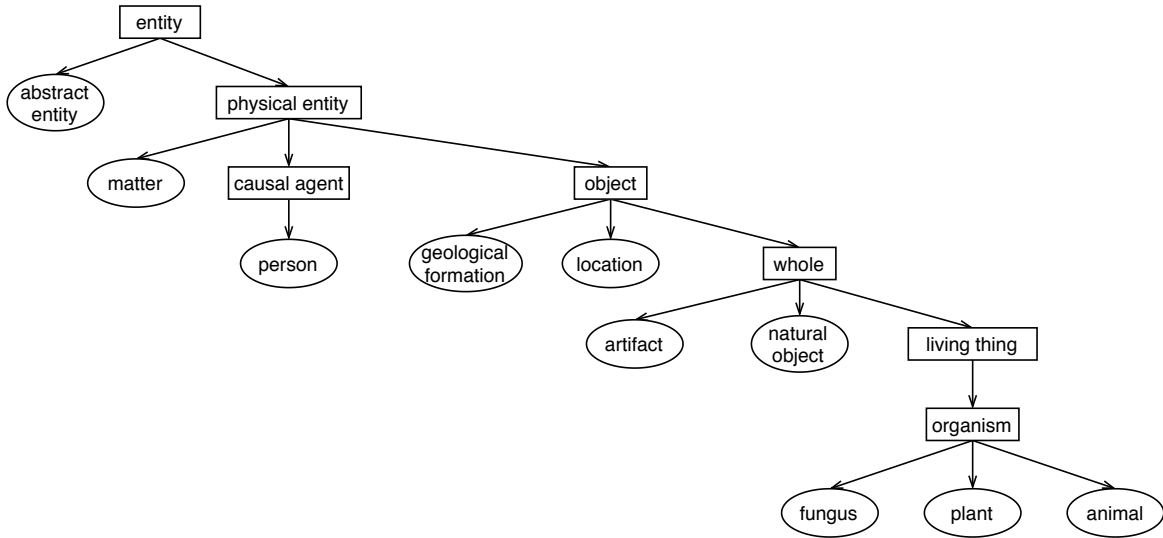 entity
abstract
entity
physical entity
matter
causal agent
object
person
geological
formation
location
whole
artifact
natural
object
living thing
organism
fungus
plant
animal